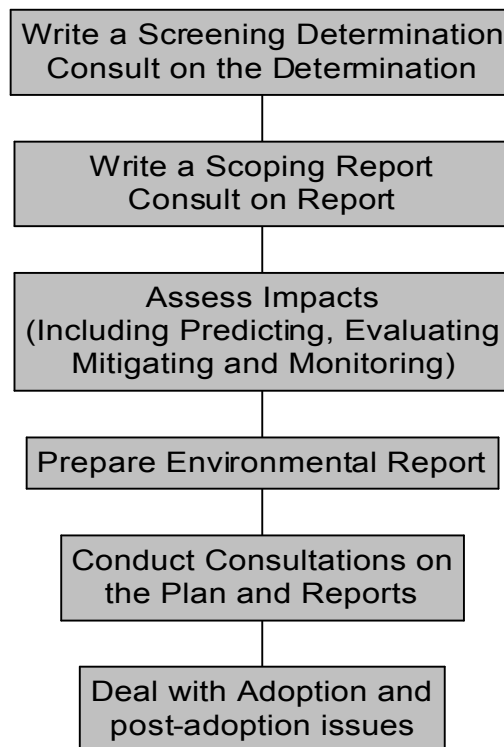 Write a Screening Determination
Consult on the Determination
Write a Scoping Report
Consult on Report
Assess Impacts
(Including Predicting, Evaluating
Mitigating and Monitoring)
Prepare Environmental Report
Conduct Consultations on
the Plan and Reports
Deal with Adoption and
post-adoption issues